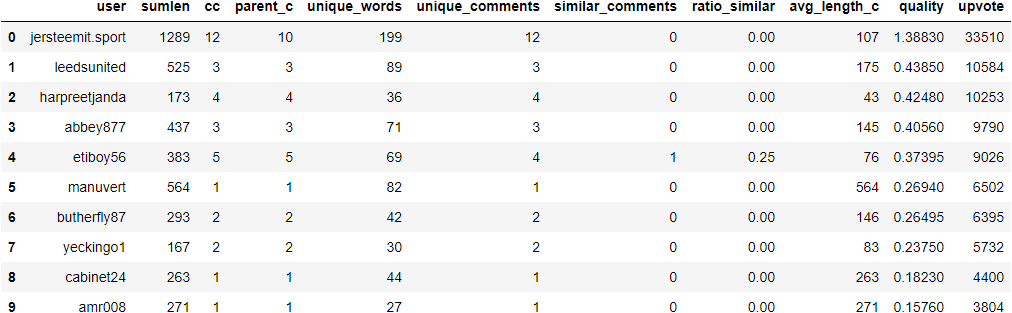 user sumlen cc parent_c unique_words unique_comments similar_comments ratio_similar avg_length_c quality upvote
0 jersteemit.sport 1289 12 10 199 12 0 0.00 107 1.38830 33510
1 leedsunited 525 3 3 89 3 0 0.00 175 0.43850 10584
2 harpreetjanda 173 4 4 36 4 0 0.00 43 0.42480 10253
3 abbey877 437 3 3 71 3 0 0.00 145 0.40560 9790
4 etiboy56 383 5 5 69 4 1 0.25 76 0.37395 9026
5 manuvert 564 1 1 82 1 0 0.00 564 0.26940 6502
6 butherfly87 293 2 2 42 2 0 0.00 146 0.26495 6395
7 yeckingo1 167 2 2 30 2 0 0.00 83 0.23750 5732
8 cabinet24 263 1 1 44 1 0 0.00 263 0.18230 4400
9 amr008 271 1 1 27 1 0 0.00 271 0.15760 3804